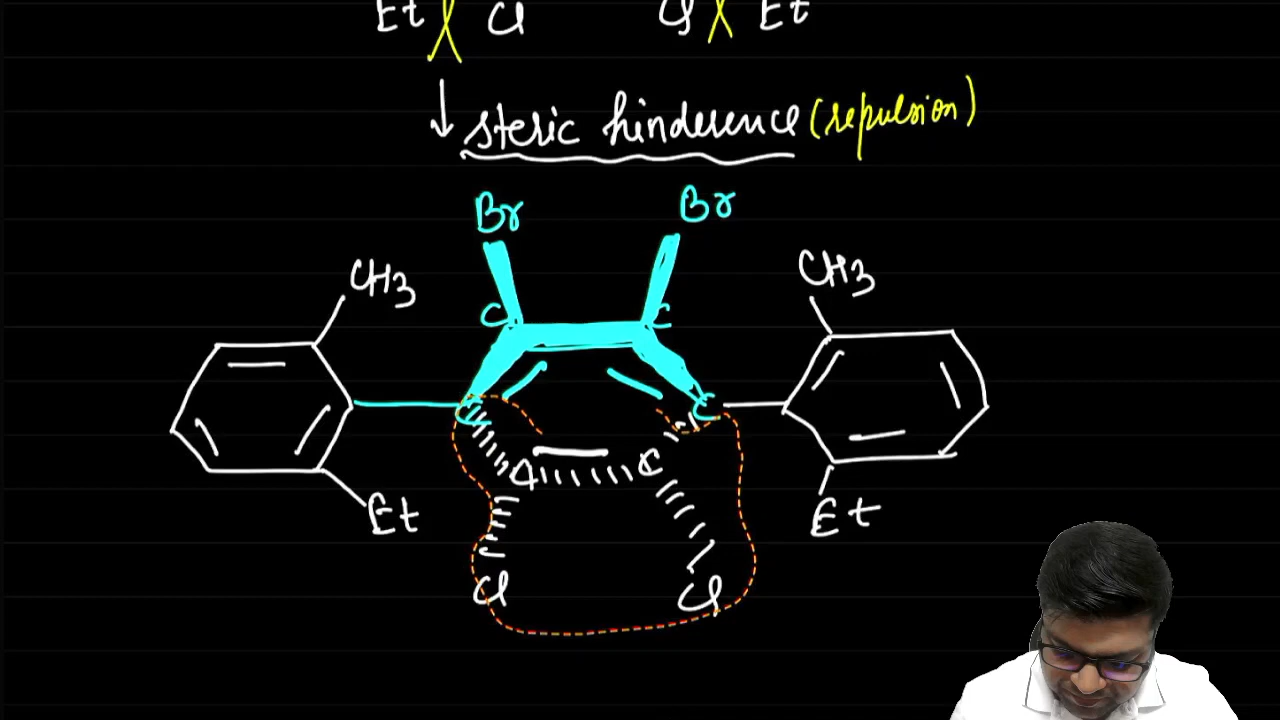 Et Cl Cl Et
steric hinderence (repulsion)
Br Br
CH3 CH3
C C
C C
C C
Et Et
Cl Cl